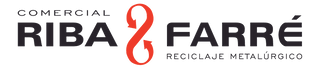 COMERCIAL
RIBA FARRÉ
RECICLAJE METALÚRGICO